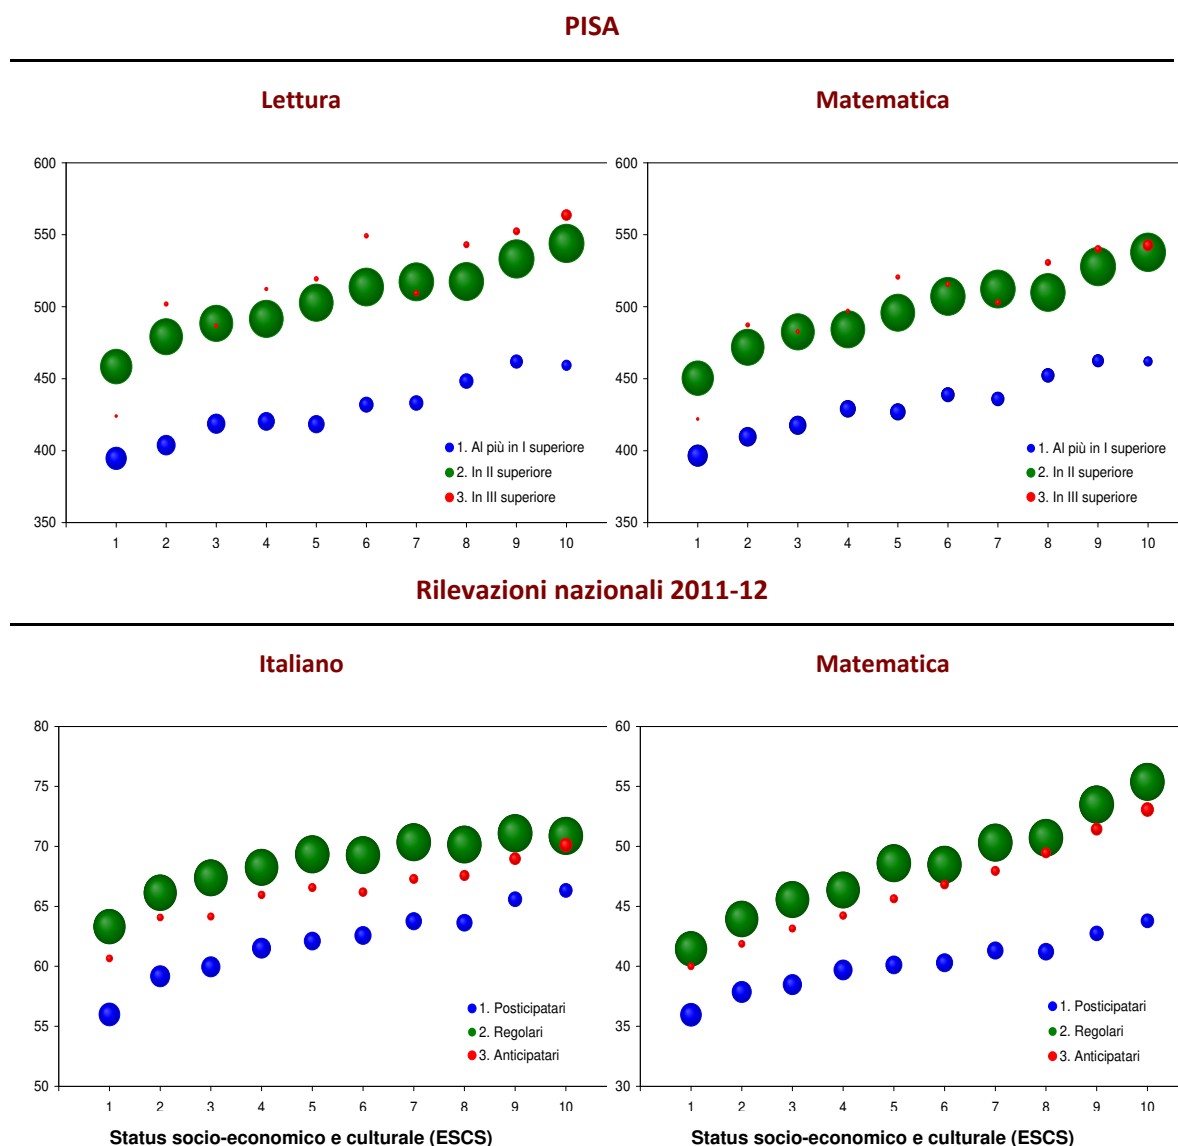 PISA
Lettura
Matematica
600
550
500
450
400
350
1 2 3 4 5 6 7 8 9 10
1. Al più in I superiore
2. In II superiore
3. In III superiore
600
550
500
450
400
350
1 2 3 4 5 6 7 8 9 10
1. Al più in I superiore
2. In II superiore
3. In III superiore
Rilevazioni nazionali 2011-12
Italiano
Matematica
80
75
70
65
60
55
50
1 2 3 4 5 6 7 8 9 10
1. Posticipatari
2. Regolari
3. Anticipatari
Status socio-economico e culturale (ESCS)
60
55
50
45
40
35
30
1 2 3 4 5 6 7 8 9 10
1. Posticipatari
2. Regolari
3. Anticipatari
Status socio-economico e culturale (ESCS)